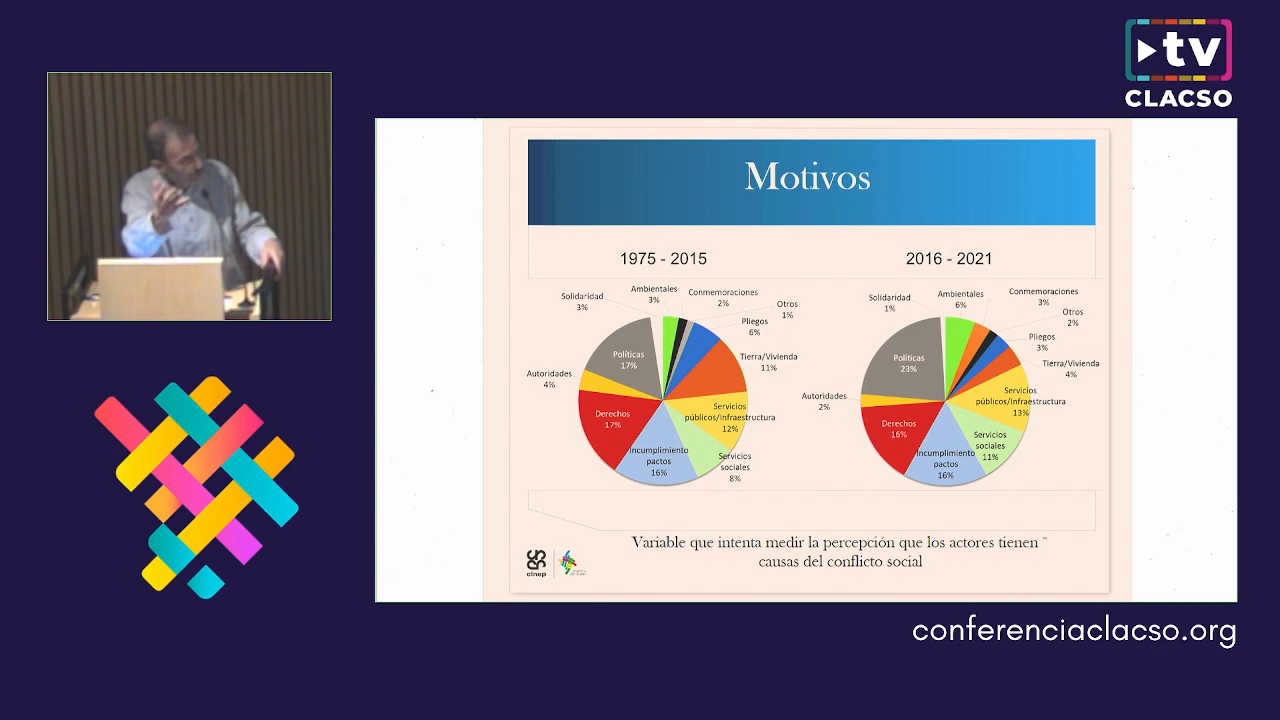 tv
CLACSO
Motivos
1975 - 2015
2016 - 2021
Solidaridad
3%
Ambientales
3%
Conmemoraciones
2%
Otros
1%
Pliegos
6%
Tierra/Vivienda
11%
Servicios
públicos/Infraestructura
12%
Servicios
sociales
8%
Incumplimiento
pactos
16%
Derechos
17%
Autoridades
4%
Políticas
17%
Solidaridad
1%
Ambientales
6%
Conmemoraciones
3%
Otros
2%
Pliegos
3%
Tierra/Vivienda
4%
Servicios
públicos/Infraestructura
13%
Servicios
sociales
11%
Incumplimiento
pactos
16%
Derechos
16%
Autoridades
2%
Políticas
23%
Variable que intenta medir la percepción que los actores tienen ~
causas del conflicto social
cinep
conferenciaclacso.org